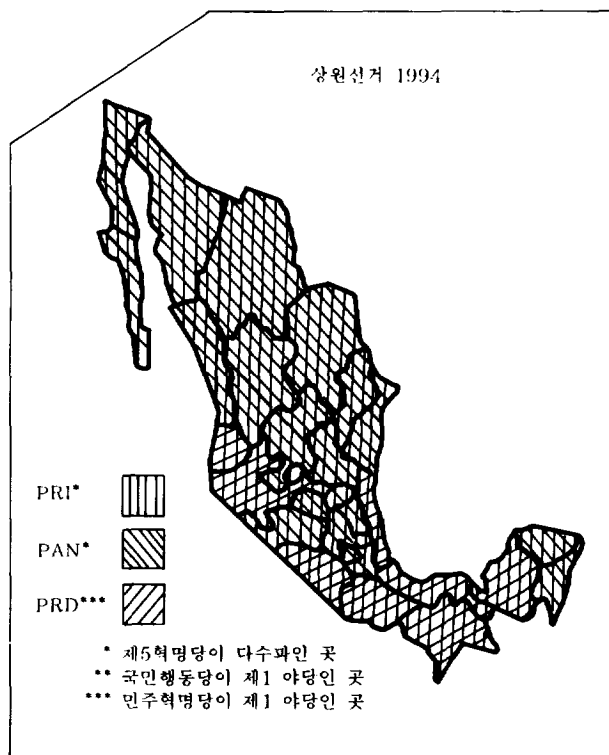 상원선거 1994
PRI*
PAN*
PRD***
* 제5혁명당이 다수파인 곳
** 국민행동당이 제1 야당인 곳
*** 민주혁명당이 제1 야당인 곳